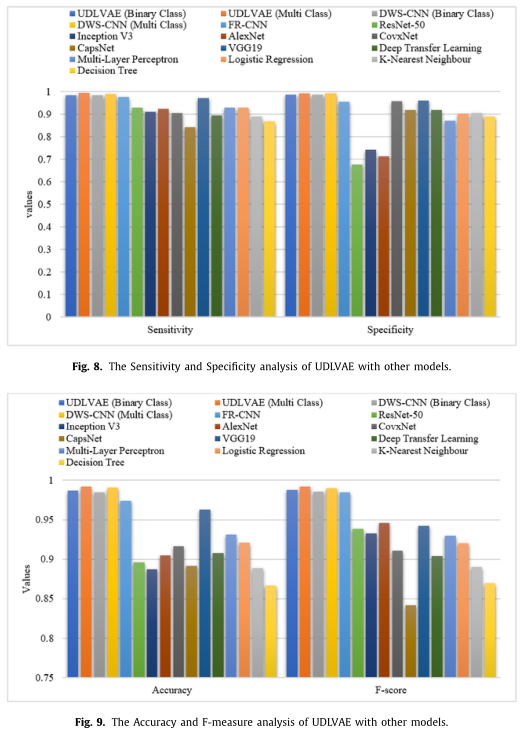 UDLVAE (Binary Class) UDLVAE (Multi Class) DWS-CNN (Binary Class)
DWS-CNN (Multi Class) FR-CNN ResNet-50
Inception V3 AlexNet CovxNet
CapsNet VGG19 Deep Transfer Learning
Multi-Layer Perceptron Logistic Regression K-Nearest Neighbour
Decision Tree
1
0.9
0.8
0.7
0.6
0.5
0.4
0.3
0.2
0.1
0
values
Sensitivity Specificity
Fig. 8. The Sensitivity and Specificity analysis of UDLVAE with other models.
UDLVAE (Binary Class) UDLVAE (Multi Class) DWS-CNN (Binary Class)
DWS-CNN (Multi Class) FR-CNN ResNet-50
Inception V3 AlexNet CovxNet
CapsNet VGG19 Deep Transfer Learning
Multi-Layer Perceptron Logistic Regression K-Nearest Neighbour
Decision Tree
1
0.95
0.9
0.85
0.8
0.75
Values
Accuracy F-score
Fig. 9. The Accuracy and F-measure analysis of UDLVAE with other models.